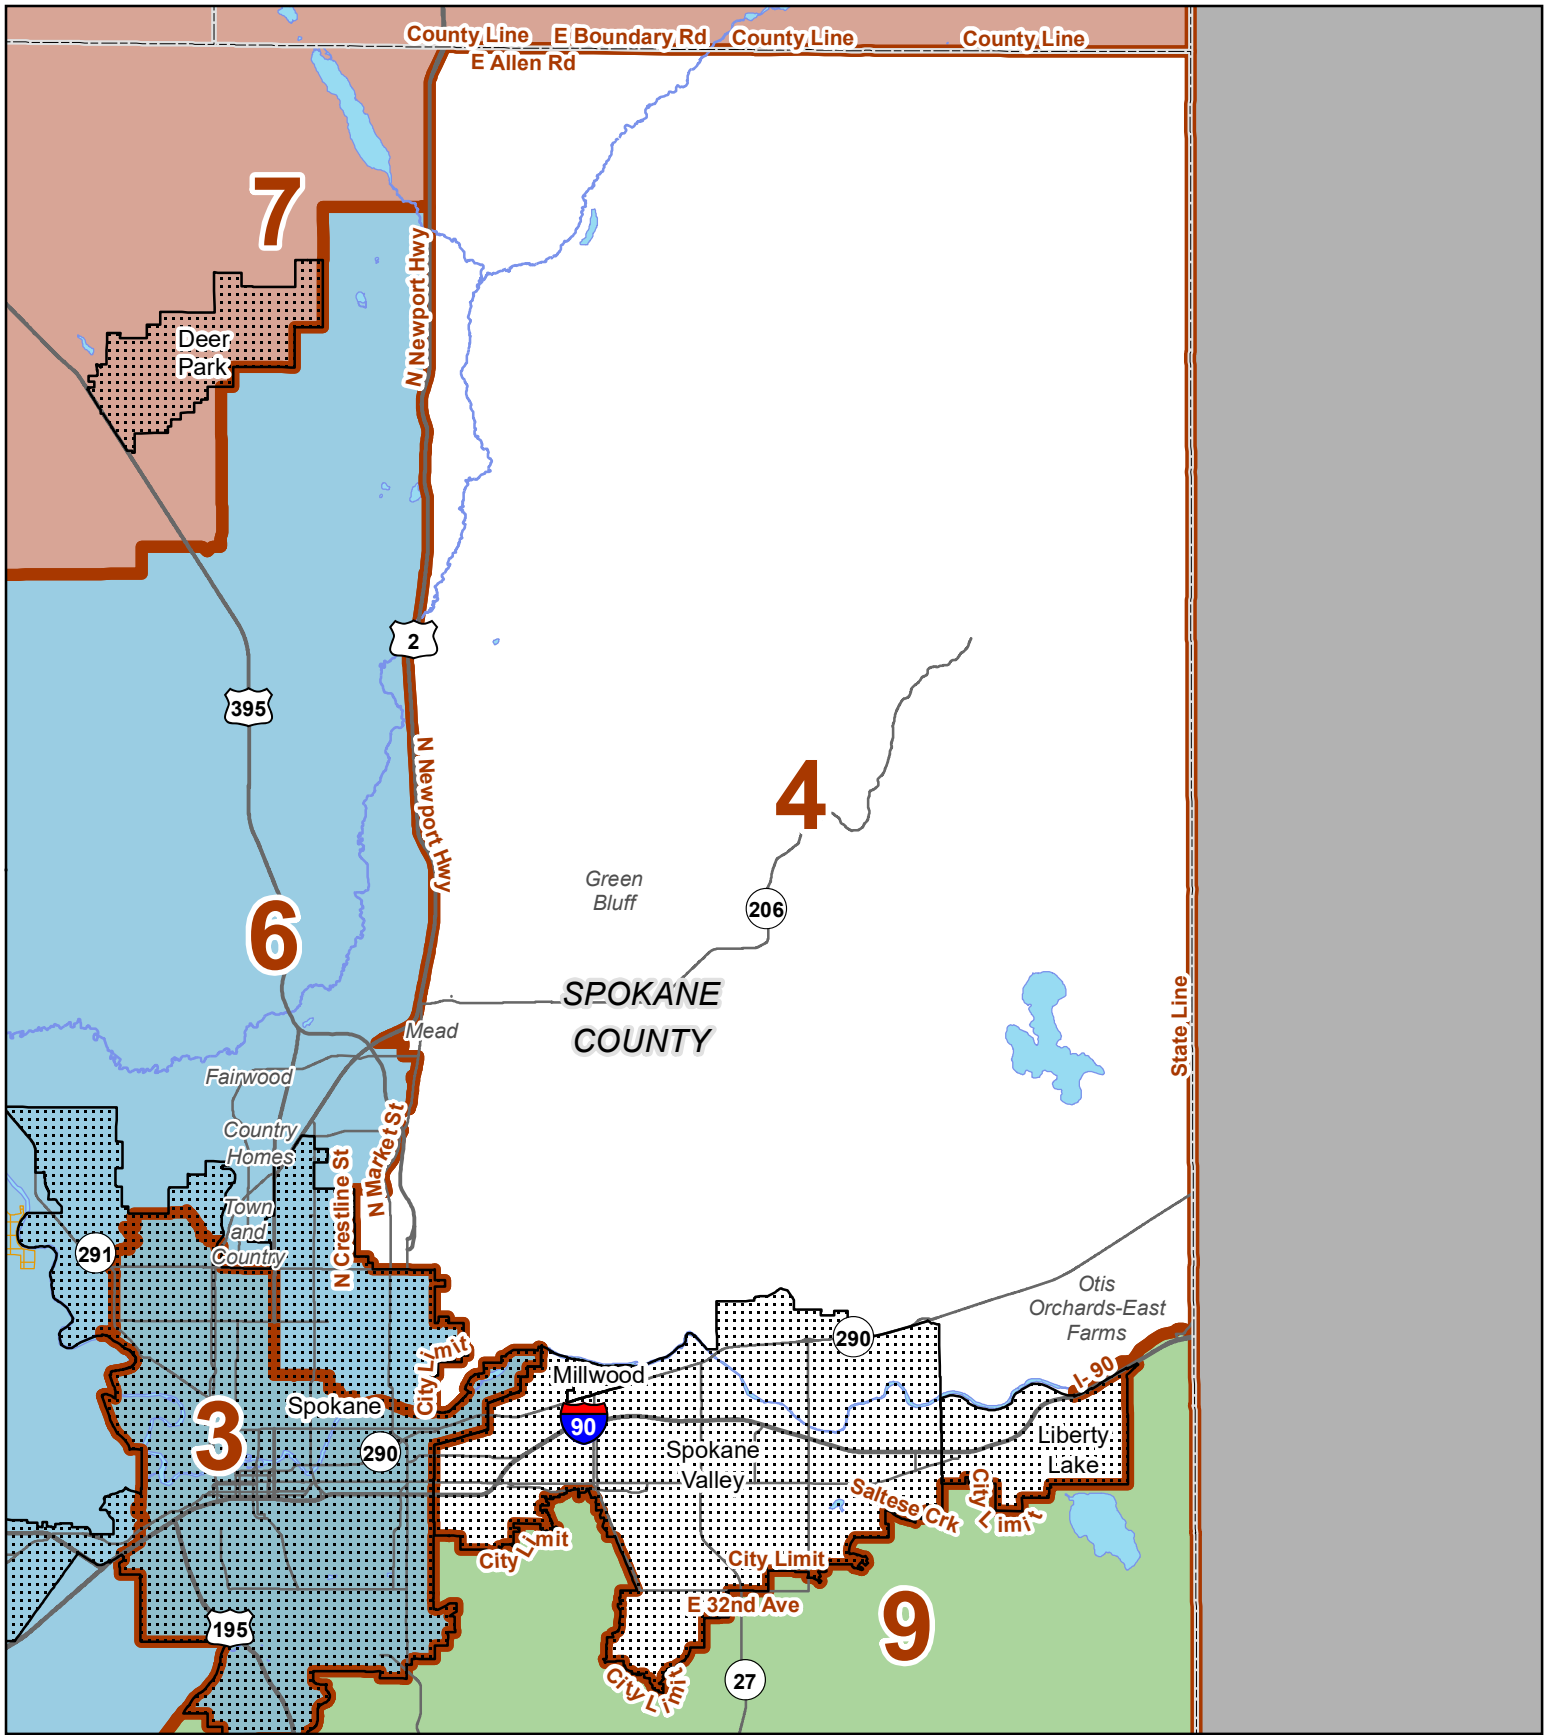 County Line
E Boundary Rd
County Line
County Line
E Allen Rd
7
N Newport Hwy
Deer
Park
2
395
N Newport Hwy
4
Green
Bluff
206
6
SPOKANE
COUNTY
State Line
Mead
Fairwood
Country
Homes
N Market St
N Crestline St
Town
and
Country
291
Otis
Orchards-East
Farms
290
City Limit
Millwood
I-90
Spokane
3
90
290
Spokane
Valley
Liberty
Lake
Saltese Crk
City Limit
City Limit
City Limit
E 32nd Ave
9
195
27
City Limit